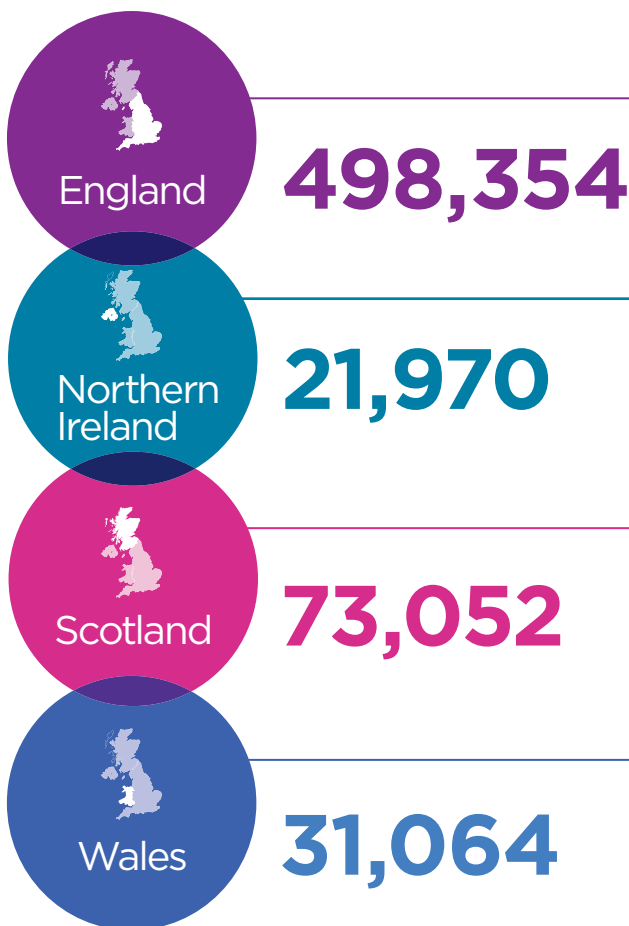 England
498,354
Northern
Ireland
21,970
Scotland
73,052
Wales
31,064